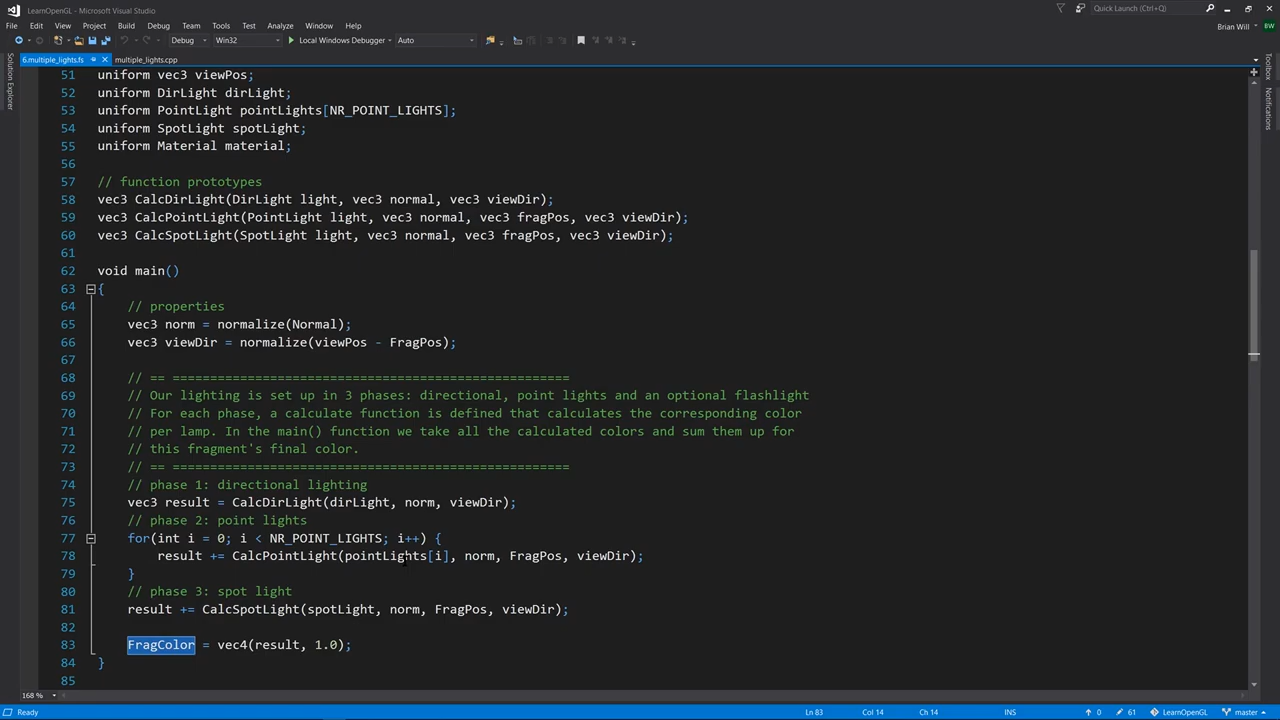 LearnOpenGL - Microsoft Visual Studio
Quick Launch (Ctrl+Q)
File Edit View Project Build Debug Team Tools Test Analyze Window Help
Brian Will BW
Debug Win32 Local Windows Debugger Auto
6.multiple_lights.fs multiple_lights.cpp
Solution Explorer
Toolbox
Notifications
51 uniform vec3 viewPos;
52 uniform DirLight dirLight;
53 uniform PointLight pointLights[NR_POINT_LIGHTS];
54 uniform SpotLight spotLight;
55 uniform Material material;
56
57 // function prototypes
58 vec3 CalcDirLight(DirLight light, vec3 normal, vec3 viewDir);
59 vec3 CalcPointLight(PointLight light, vec3 normal, vec3 fragPos, vec3 viewDir);
60 vec3 CalcSpotLight(SpotLight light, vec3 normal, vec3 fragPos, vec3 viewDir);
61
62 void main()
63 {
64 // properties
65 vec3 norm = normalize(Normal);
66 vec3 viewDir = normalize(viewPos - FragPos);
67
68 // == =====================================================
69 // Our lighting is set up in 3 phases: directional, point lights and an optional flashlight
70 // For each phase, a calculate function is defined that calculates the corresponding color
71 // per lamp. In the main() function we take all the calculated colors and sum them up for
72 // this fragment's final color.
73 // == =====================================================
74 // phase 1: directional lighting
75 vec3 result = CalcDirLight(dirLight, norm, viewDir);
76 // phase 2: point lights
77 for(int i = 0; i < NR_POINT_LIGHTS; i++) {
78 result += CalcPointLight(pointLights[i], norm, FragPos, viewDir);
79 }
80 // phase 3: spot light
81 result += CalcSpotLight(spotLight, norm, FragPos, viewDir);
82
83 FragColor = vec4(result, 1.0);
84 }
85
168 %
Ready Ln 83 Col 14 Ch 14 INS 0 61 LearnOpenGL master